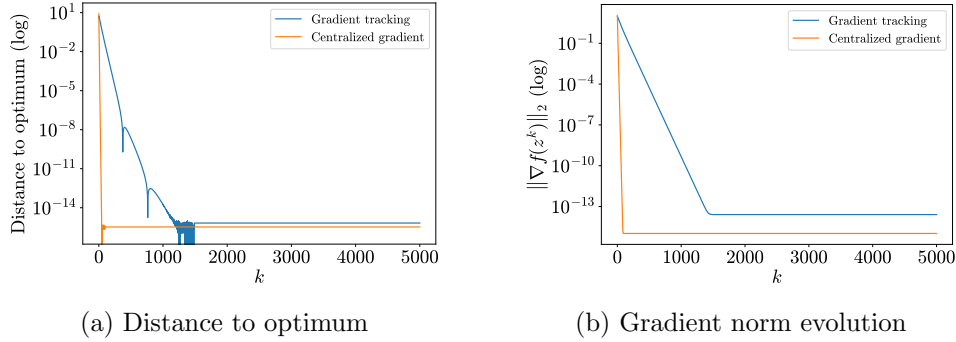 Distance to optimum (log)
10^1
10^{-2}
10^{-5}
10^{-8}
10^{-11}
10^{-14}
Gradient tracking
Centralized gradient
0 1000 2000 3000 4000 5000
k
(a) Distance to optimum
||∇f(z^k)||_2 (log)
10^{-1}
10^{-4}
10^{-7}
10^{-10}
10^{-13}
Gradient tracking
Centralized gradient
0 1000 2000 3000 4000 5000
k
(b) Gradient norm evolution